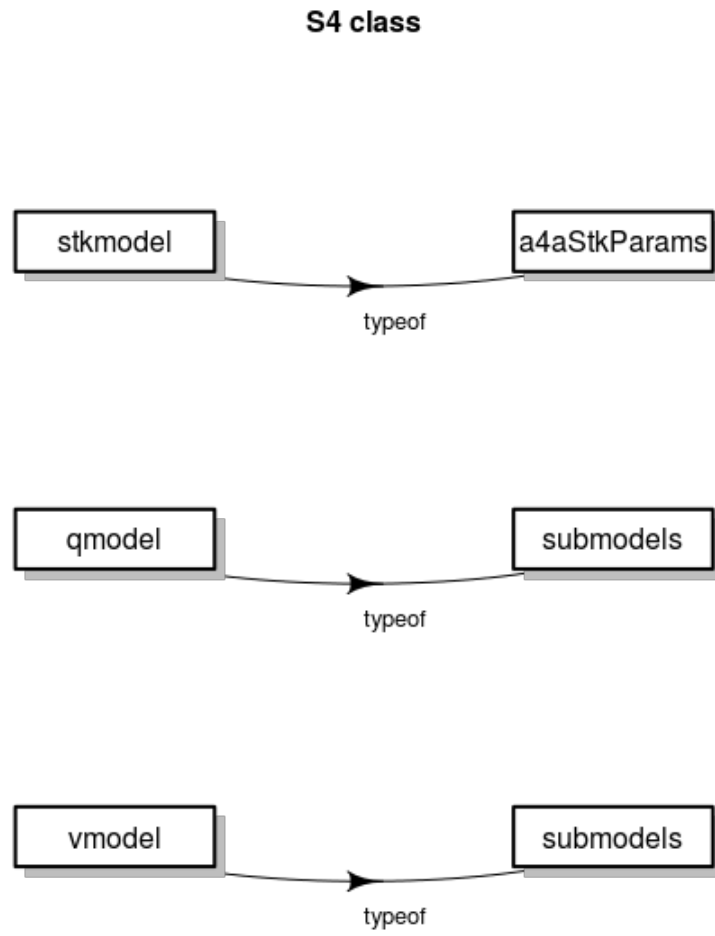 S4 class
stkmodel a4aStkParams
typeof
qmodel submodels
typeof
vmodel submodels
typeof